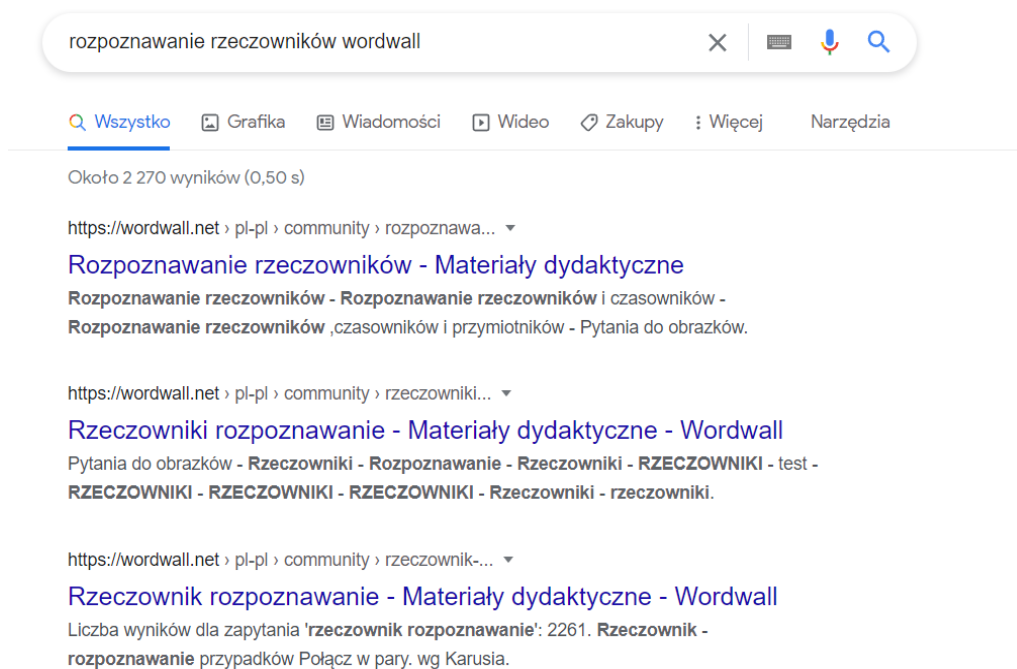 rozpoznawanie rzeczowników wordwall
Wszystko Grafika Wiadomości Wideo Zakupy Więcej Narzędzia
Około 2 270 wyników (0,50 s)
https://wordwall.net › pl-pl › community › rozpoznawa...
Rozpoznawanie rzeczowników - Materiały dydaktyczne
Rozpoznawanie rzeczowników - Rozpoznawanie rzeczowników i czasowników -
Rozpoznawanie rzeczowników ,czasowników i przymiotników - Pytania do obrazków.
https://wordwall.net › pl-pl › community › rzeczowniki...
Rzeczowniki rozpoznawanie - Materiały dydaktyczne - Wordwall
Pytania do obrazków - Rzeczowniki - Rozpoznawanie - Rzeczowniki - RZECZOWNIKI - test -
RZECZOWNIKI - RZECZOWNIKI - RZECZOWNIKI - Rzeczowniki - rzeczowniki.
https://wordwall.net › pl-pl › community › rzeczownik-...
Rzeczownik rozpoznawanie - Materiały dydaktyczne - Wordwall
Liczba wyników dla zapytania 'rzeczownik rozpoznawanie': 2261. Rzeczownik -
rozpoznawanie przypadków Połącz w pary. wg Karusia.